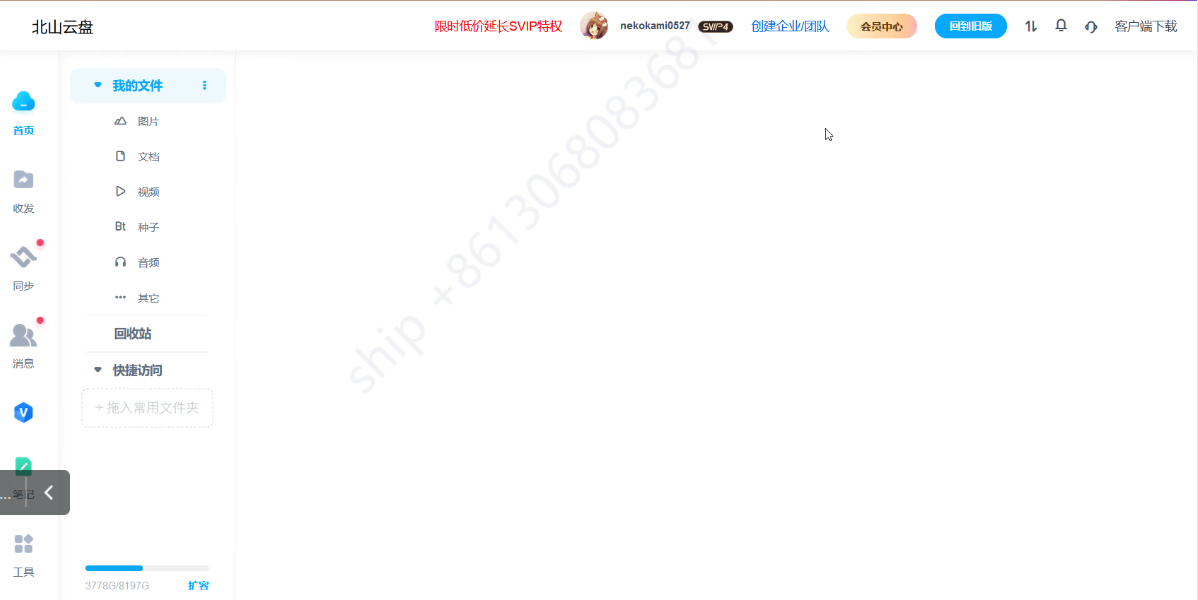 北山云盘
限时低价延长SVIP特权
nekokami0527
SVIP4
创建企业/团队
会员中心
回到旧版
客户端下载
首页
收发
同步
消息
V
笔记
工具
我的文件
图片
文档
视频
Bt 种子
音频
其它
回收站
快捷访问
+ 拖入常用文件夹
3778G/8197G
扩容
ship +8613068083681